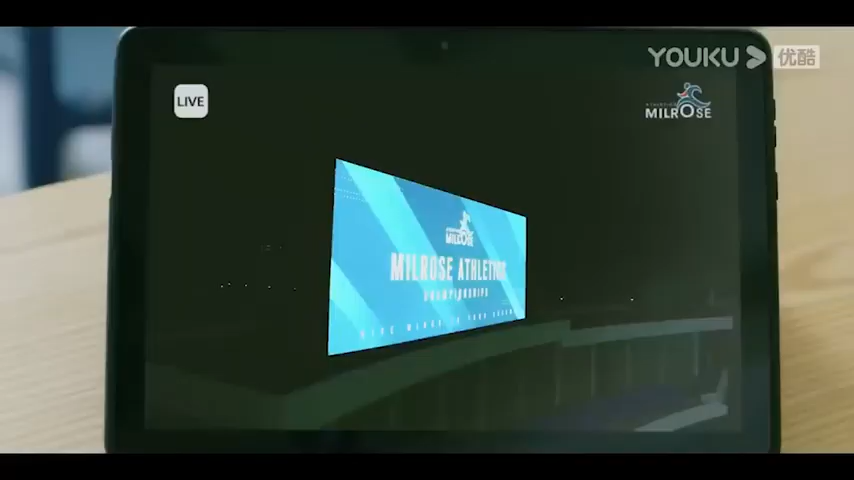 YOUKU 优酷
LIVE
MILROSE
MILROSE
MILROSE ATHLETICS
CHAMPIONSHIPS